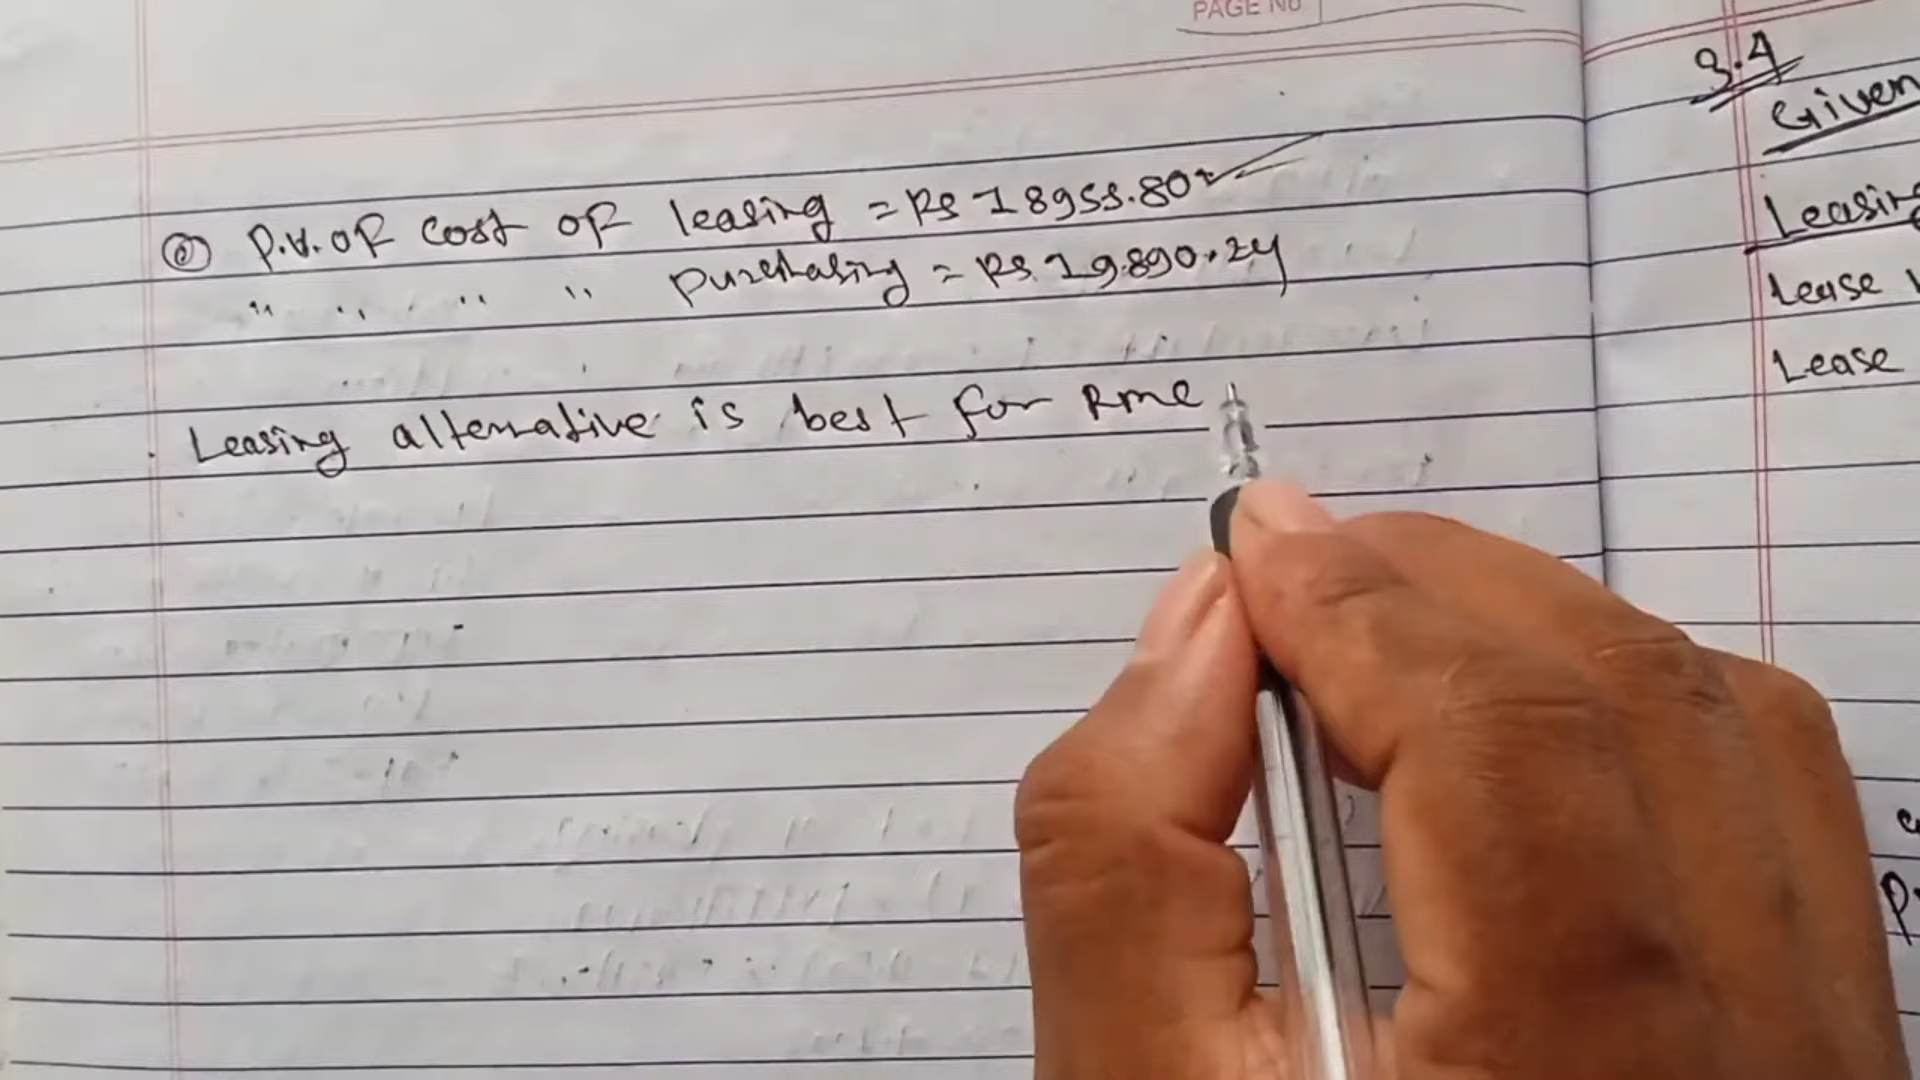 PAGE No
© P.V. OF cost OF leasing = Rs 18955.80
" " " " purchasing = Rs. 19.890.24
Leasing alternative is best for RMC
3.4
Given
Leasing
Lease
Lease